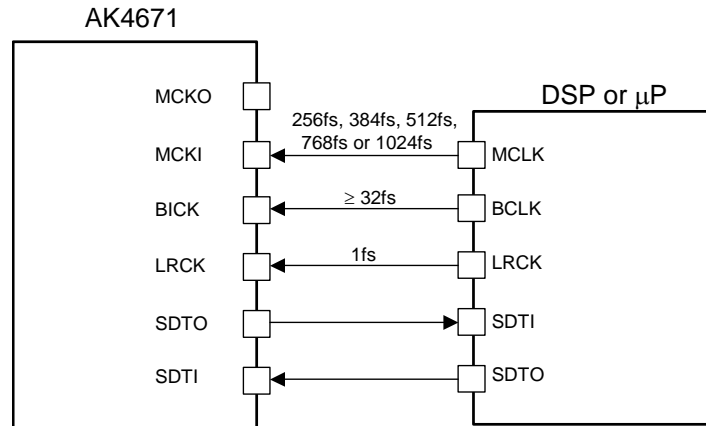 AK4671
DSP or μP
MCKO
256fs, 384fs, 512fs,
768fs or 1024fs
MCKI
MCLK
BICK
≥ 32fs
BCLK
LRCK
1fs
LRCK
SDTO
SDTI
SDTI
SDTO